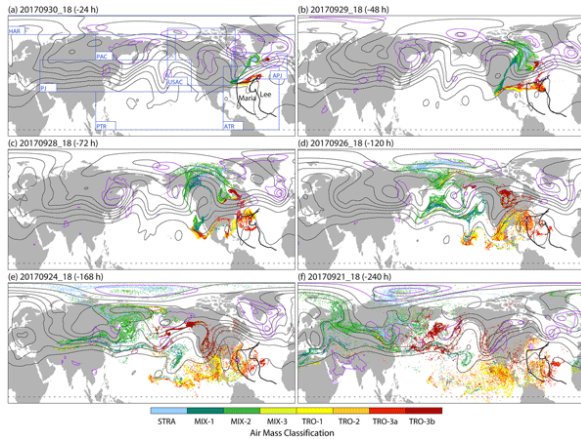 (a) 20170930_18 (-24 h)
(b) 20170929_18 (-48 h)
HAR
PAC
USAC
APJ
PJ
Maria
Lee
PTR
ATR
(c) 20170928_18 (-72 h)
(d) 20170926_18 (-120 h)
(e) 20170924_18 (-168 h)
(f) 20170921_18 (-240 h)
STRA MIX-1 MIX-2 MIX-3 TRO-1 TRO-2 TRO-3a TRO-3b
Air Mass Classification